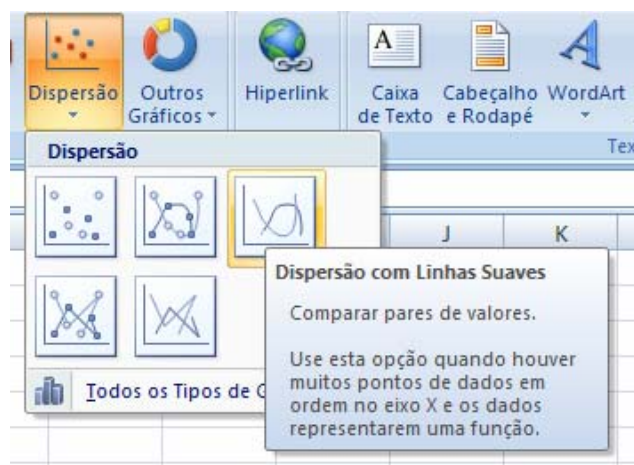 Dispersão
Outros Gráficos
Hiperlink
Caixa de Texto
Cabeçalho e Rodapé
WordArt
Dispersão
J K
Dispersão com Linhas Suaves
Comparar pares de valores.
Use esta opção quando houver
muitos pontos de dados em
ordem no eixo X e os dados
representarem uma função.
Todos os Tipos de